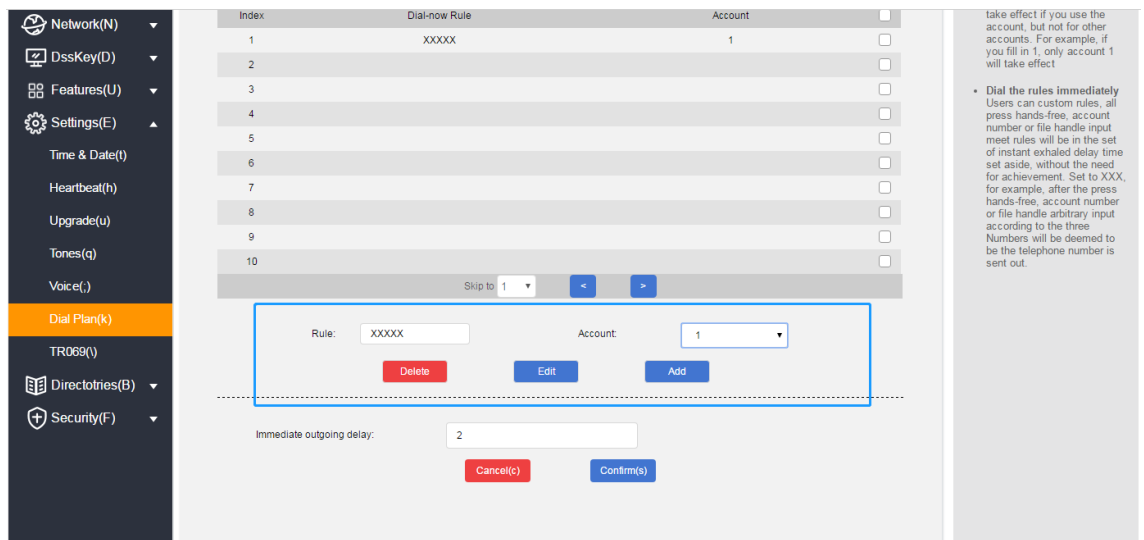 Network(N)
DssKey(D)
Features(U)
Settings(E)
Time & Date(t)
Heartbeat(h)
Upgrade(u)
Tones(q)
Voice(;)
Dial Plan(k)
TR069(\)
Directotries(B)
Security(F)
Index Dial-now Rule Account
1 XXXXX 1
2
3
4
5
6
7
8
9
10
Skip to 1 < >
Rule: XXXXX Account: 1
Delete Edit Add
Immediate outgoing delay: 2
Cancel(c) Confirm(s)
take effect if you use the
account, but not for other
accounts. For example, if
you fill in 1, only account 1
will take effect
• Dial the rules immediately
Users can custom rules, all
press hands-free, account
number or file handle input
meet rules will be in the set
of instant exhaled delay time
set aside, without the need
for achievement. Set to XXX,
for example, after the press
hands-free, account number
or file handle arbitrary input
according to the three
Numbers will be deemed to
be the telephone number is
sent out.